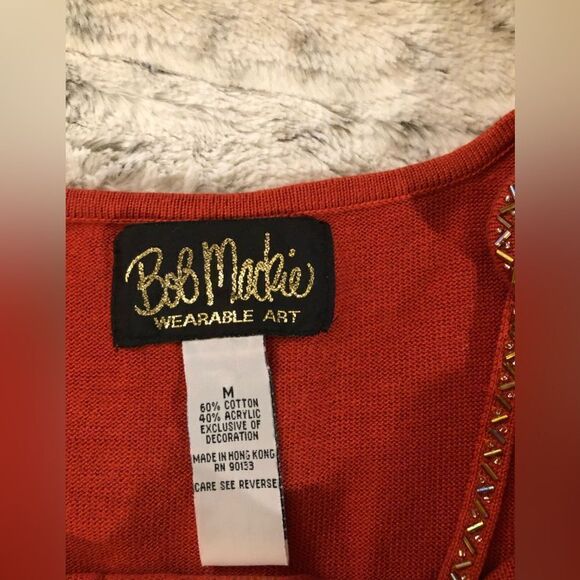 Bob Mackie
WEARABLE ART
M
60% COTTON
40% ACRYLIC
EXCLUSIVE OF
DECORATION
MADE IN HONG KONG
RN 90133
CARE SEE REVERSE